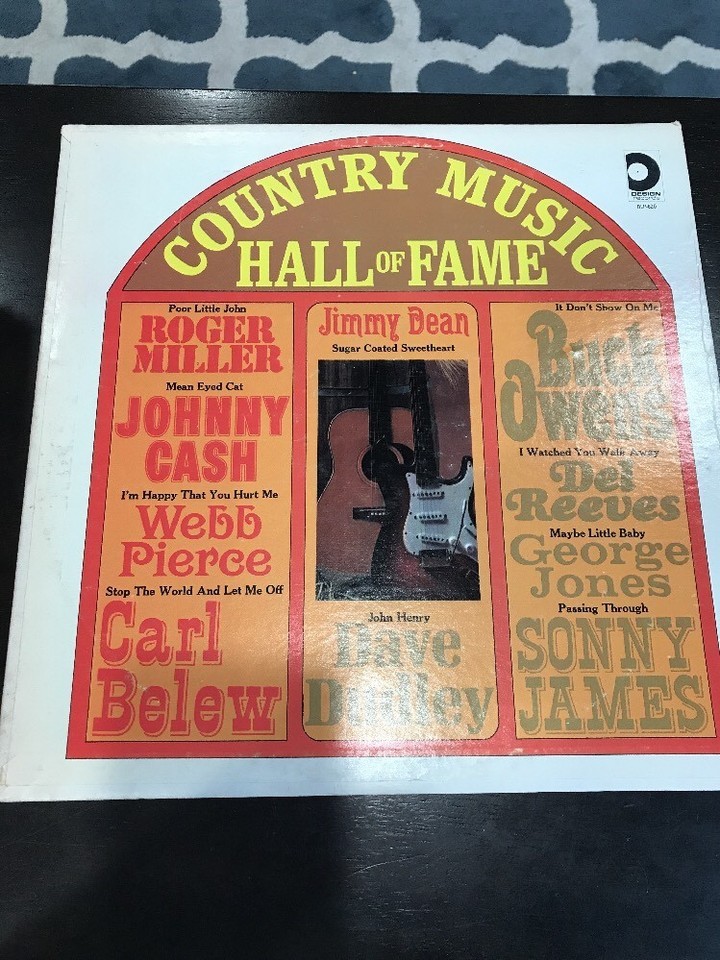 COUNTRY MUSIC
HALL OF FAME
DESIGN
records
Poor Little John
ROGER
MILLER
Mean Eyed Cat
JOHNNY
CASH
I'm Happy That You Hurt Me
Webb
Pierce
Stop The World And Let Me Off
Carl
Belew
Jimmy Dean
Sugar Coated Sweetheart
John Henry
Dave
Dudley
It Don't Show On Me
Buck
Owens
I Watched You Walk Away
Del
Reeves
Maybe Little Baby
George
Jones
Passing Through
SONNY
JAMES